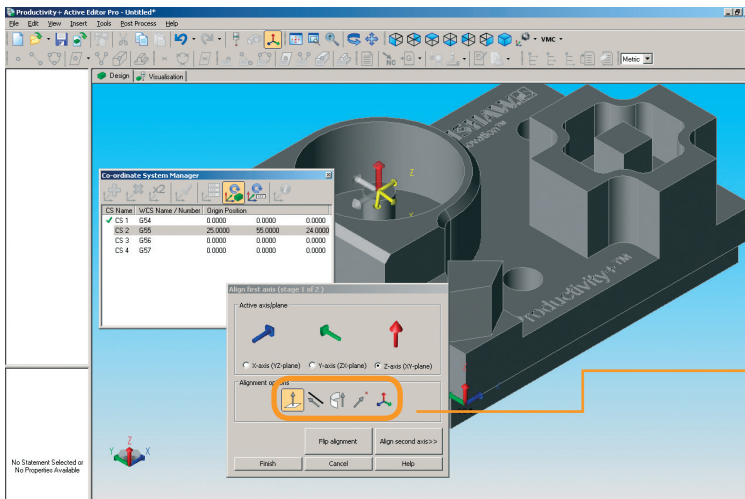 Productivity+ Active Editor Pro - Untitled*
File Edit View Insert Tools Post Process Help
VMC
NC +G
Metric
Design Visualisation
Co-ordinate System Manager
x2
CS Name WCS Name / Number Origin Position
CS 1 G54 0.0000 0.0000 0.0000
CS 2 G55 25.0000 55.0000 24.0000
CS 3 G56 0.0000 0.0000 0.0000
CS 4 G57 0.0000 0.0000 0.0000
Z
Productivity+™
Align first axis (stage 1 of 2 )
Active axis/plane
X-axis (YZ-plane) Y-axis (ZX-plane) Z-axis (XY-plane)
Alignment options
Flip alignment Align second axis>>
Finish Cancel Help
Z
Y X
No Statement Selected or
No Properties Available